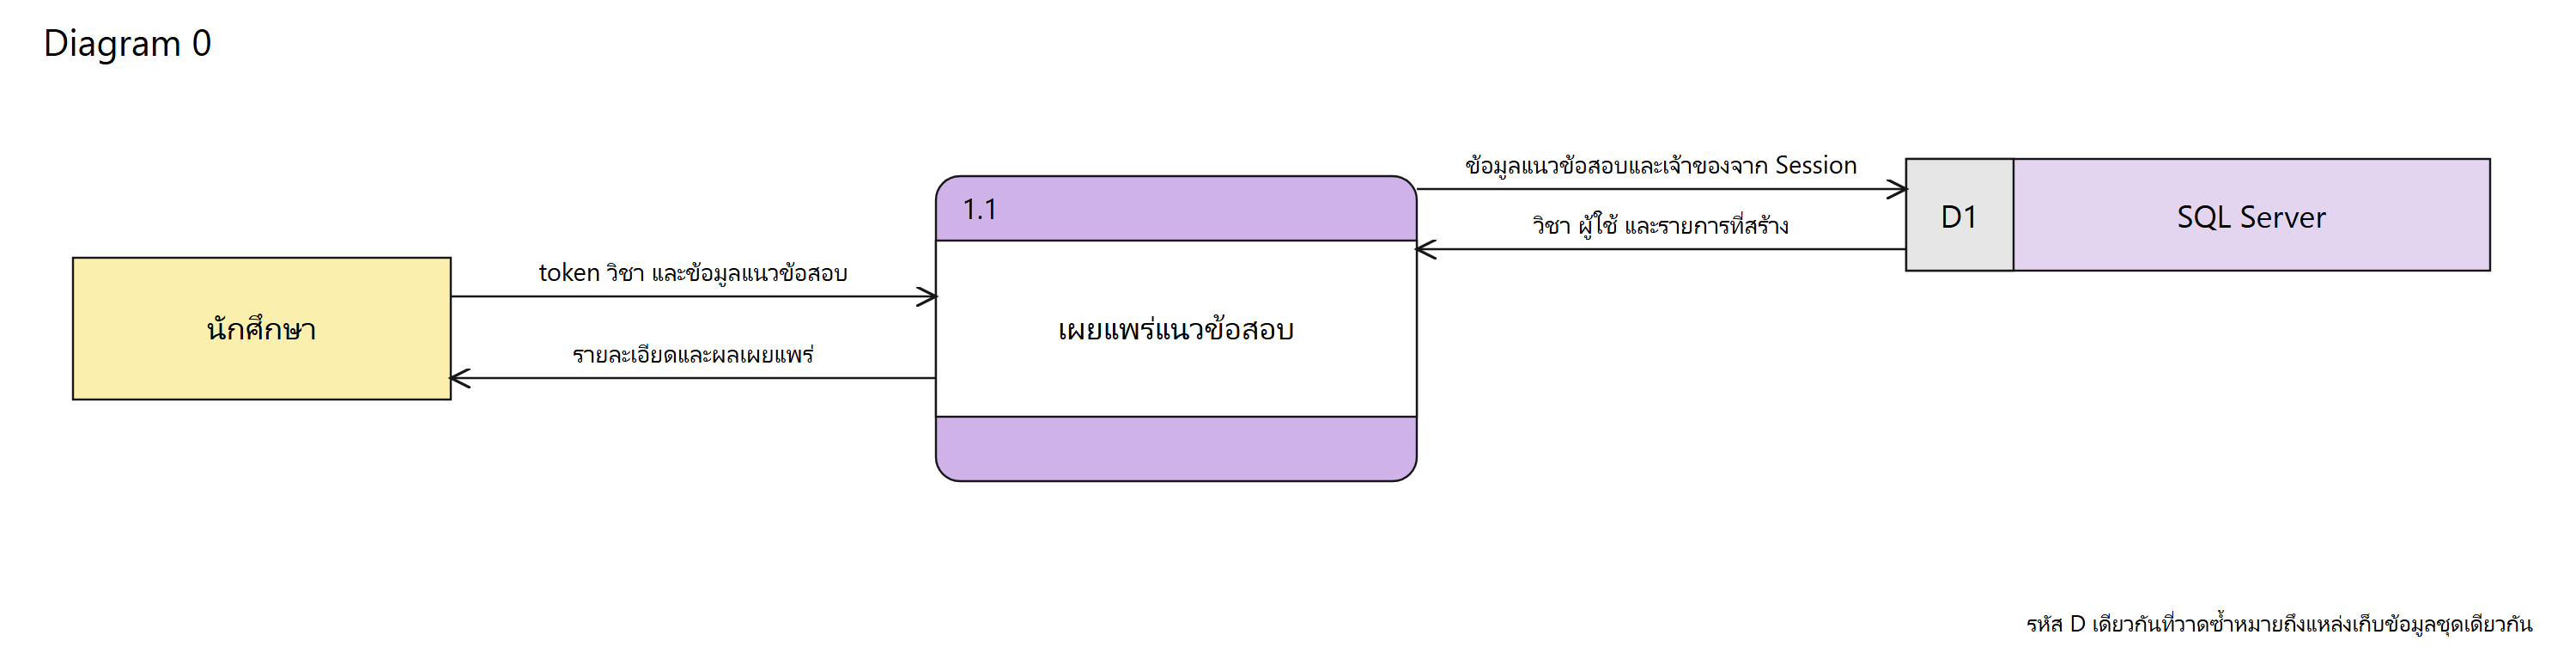 Diagram 0
ข้อมูลแนวข้อสอบและเจ้าของจาก Session
1.1
วิชา ผู้ใช้ และรายการที่สร้าง
D1
SQL Server
token วิชา และข้อมูลแนวข้อสอบ
นักศึกษา
เผยแพร่แนวข้อสอบ
รายละเอียดและผลเผยแพร่
รหัส D เดียวกันที่วาดซ้ำหมายถึงแหล่งเก็บข้อมูลชุดเดียวกัน